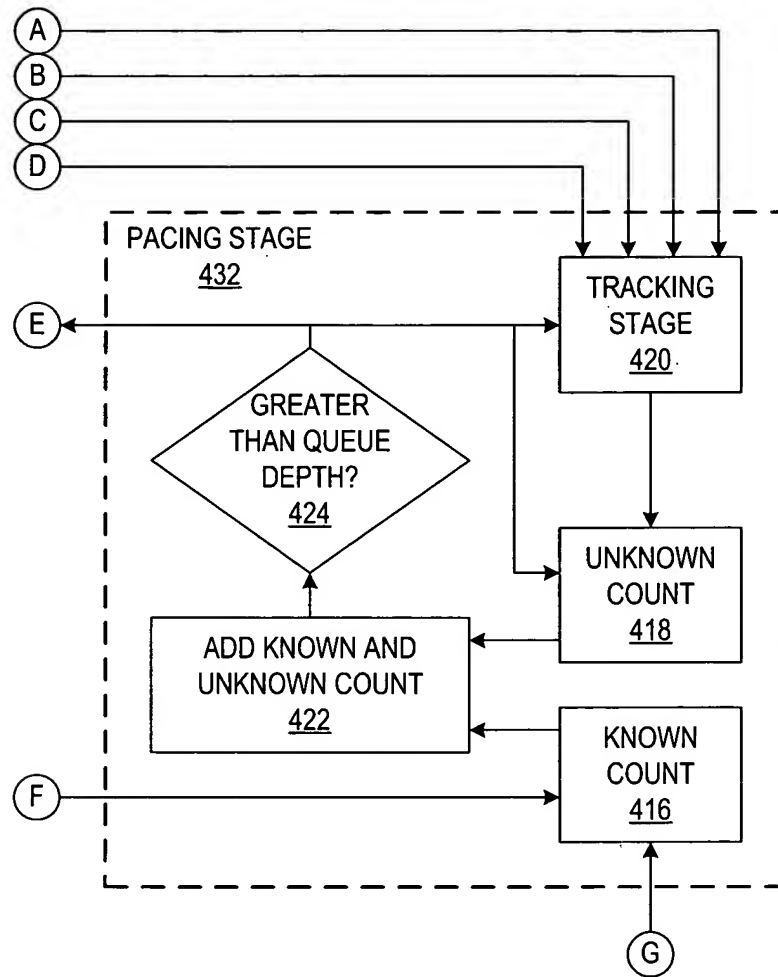 A
B
C
D
PACING STAGE
432
TRACKING
STAGE
420
E
GREATER
THAN QUEUE
DEPTH?
424
UNKNOWN
COUNT
418
ADD KNOWN AND
UNKNOWN COUNT
422
KNOWN
COUNT
416
F
G